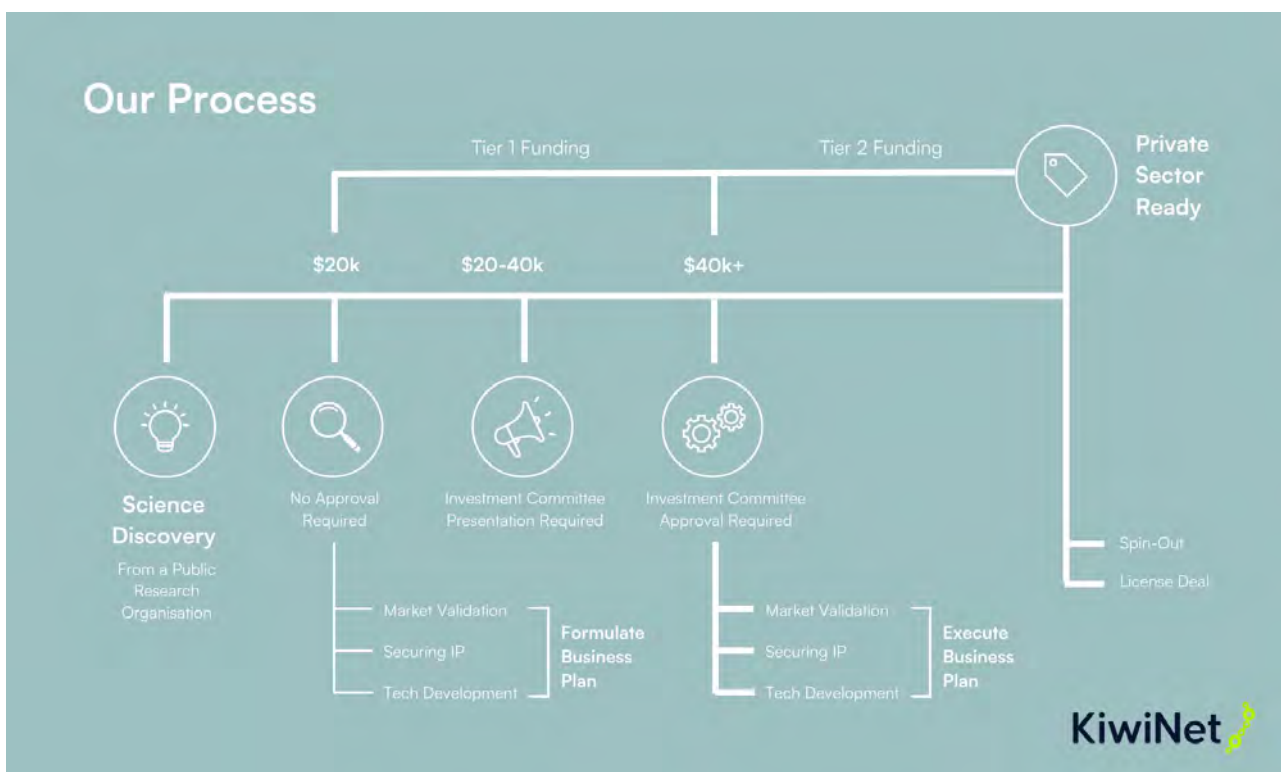 Our Process
Tier 1 Funding
Tier 2 Funding
Private
Sector
Ready
$20k
$20-40k
$40k+
Science
Discovery
From a Public
Research
Organisation
No Approval
Required
Investment Committee
Presentation Required
Investment Committee
Approval Required
Market Validation
Securing IP
Tech Development
Formulate
Business
Plan
Market Validation
Securing IP
Tech Development
Execute
Business
Plan
Spin-Out
License Deal
KiwiNet